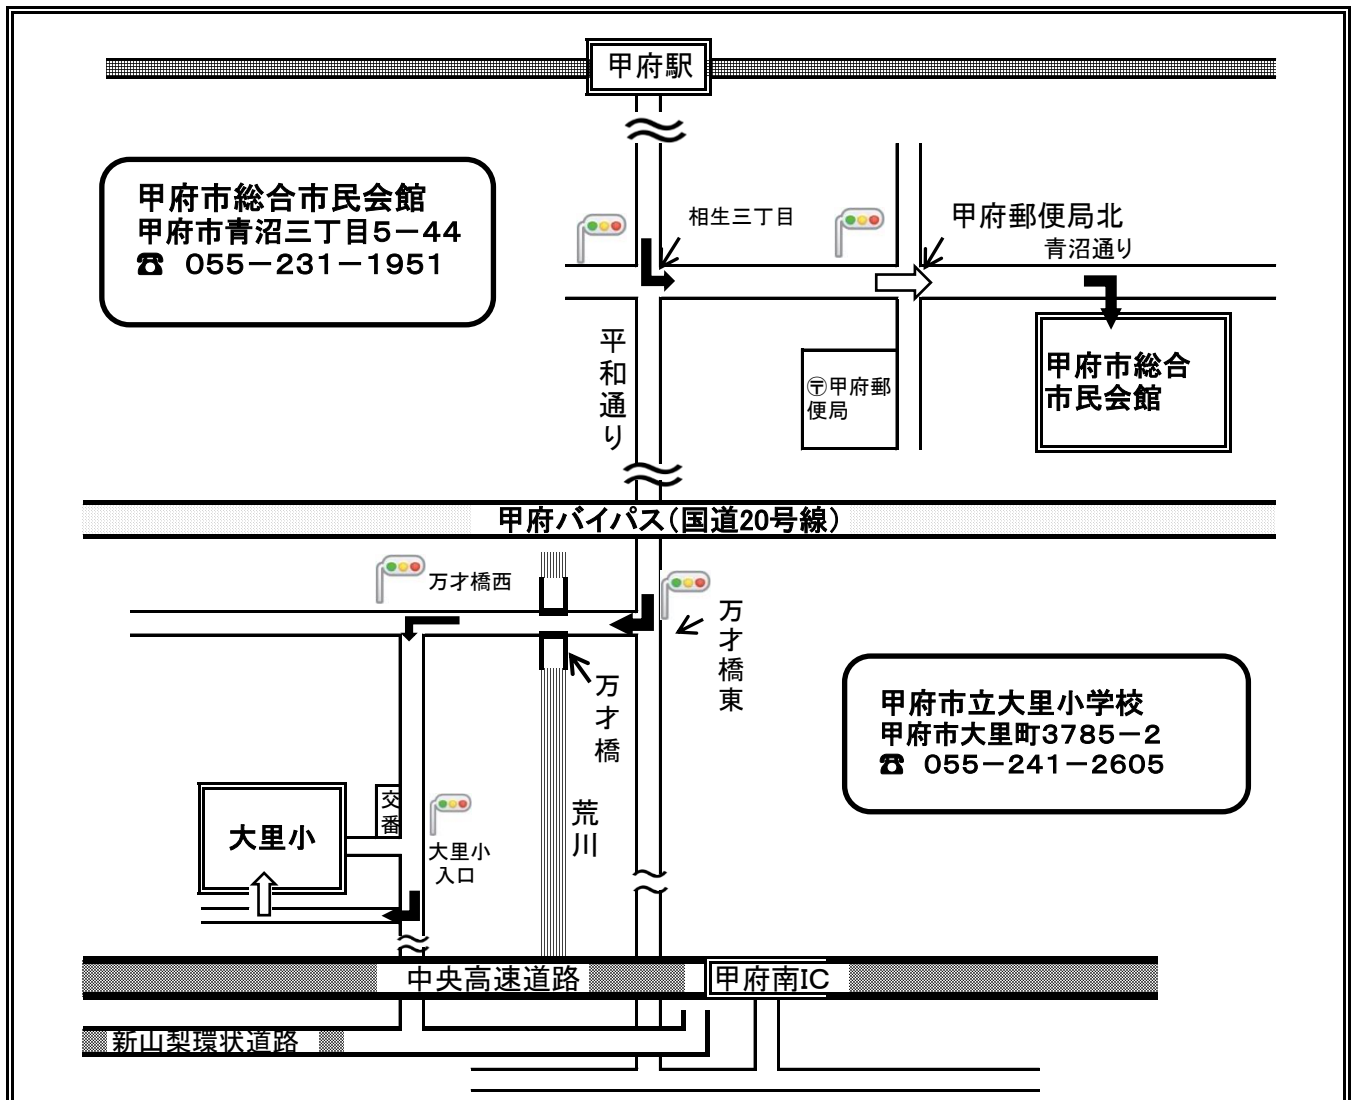 甲府駅
甲府市総合市民会館
甲府市青沼三丁目5－44
☎ 055－231－1951
相生三丁目
甲府郵便局北
青沼通り
平和通り
〶甲府郵
便局
甲府市総合
市民会館
甲府バイパス（国道20号線）
万才橋西
万才橋東
万才橋
甲府市立大里小学校
甲府市大里町3785－2
☎ 055－241－2605
交番
大里小
大里小
入口
荒川
中央高速道路
甲府南IC
新山梨環状道路